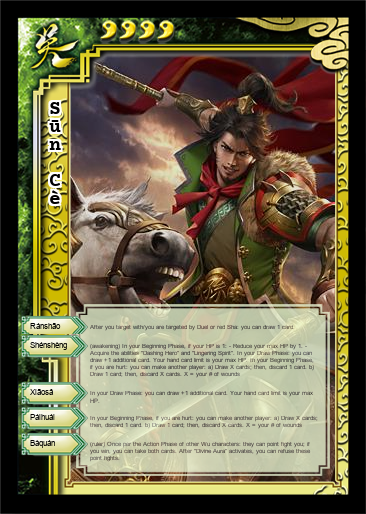 吴
Sūn Cè
Ránshāo
After you target with/you are targeted by Duel or red Sha: you can draw 1 card
Shénshèng
(awakening) In your Beginning Phase, if your HP is 1: - Reduce your max HP by 1. -
Acquire the abilities "Dashing Hero" and "Lingering Spirit". In your Draw Phase: you can
draw +1 additional card. Your hand card limit is your max HP. In your Beginning Phase,
if you are hurt: you can make another player: a) Draw X cards; then, discard 1 card. b)
Draw 1 card; then, discard X cards. X = your # of wounds
Xiāosǎ
In your Draw Phase: you can draw +1 additional card. Your hand card limit is your max
HP.
Páihuái
In your Beginning Phase, if you are hurt: you can make another player: a) Draw X cards;
then, discard 1 card. b) Draw 1 card; then, discard X cards. X = your # of wounds
Bàquán
(ruler) Once per the Action Phase of other Wu characters: they can point fight you; if
you win, you can take both cards. After "Divine Aura" activates, you can refuse these
point fights.